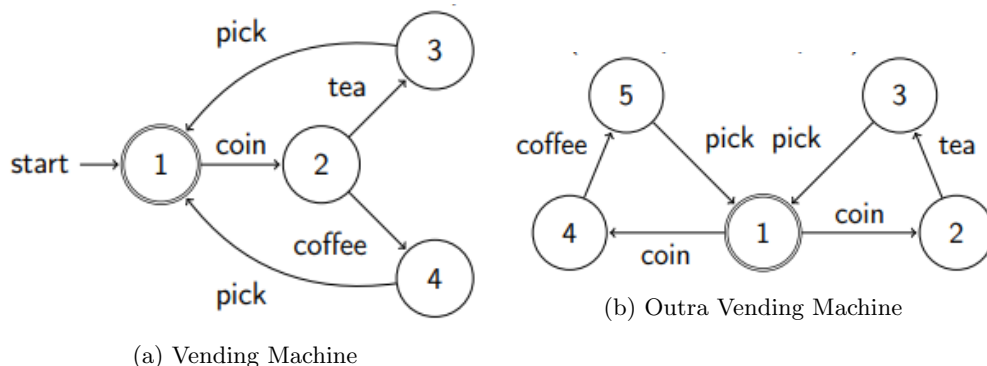 pick
3
tea
start
1
coin
2
coffee
4
pick
(a) Vending Machine
5
3
coffee
pick
pick
tea
4
1
2
coin
coin
(b) Outra Vending Machine